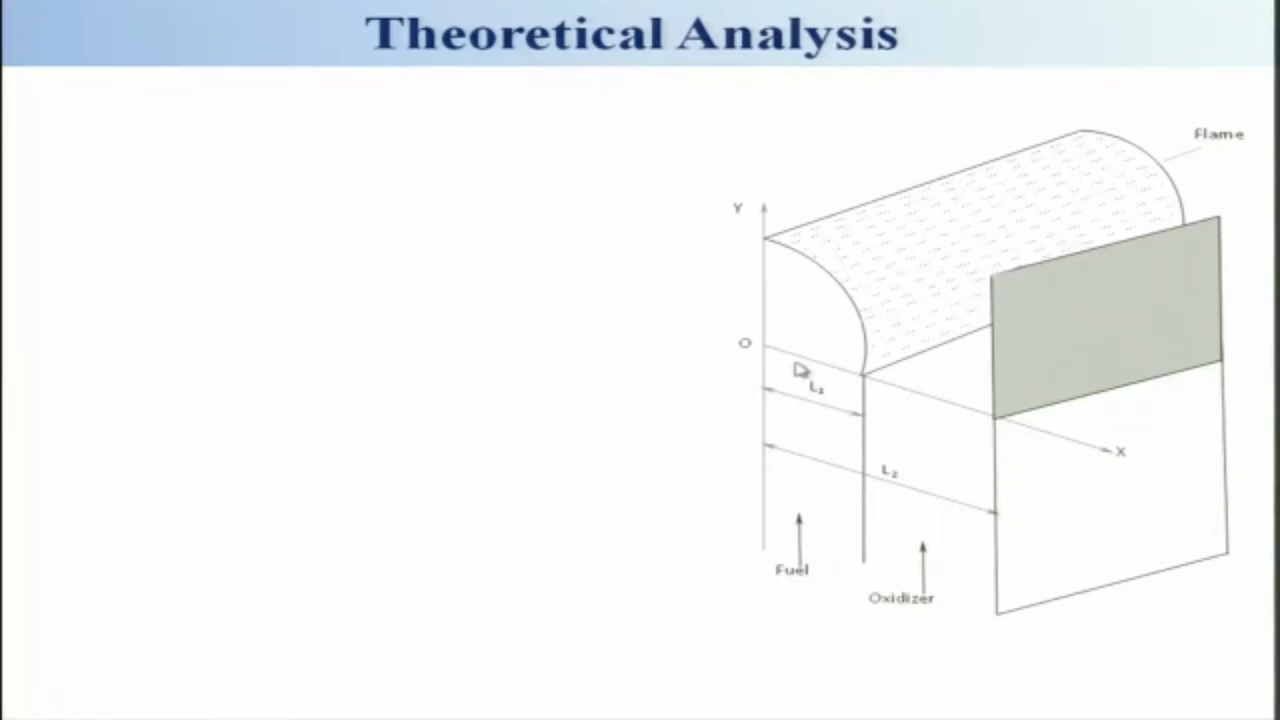 Theoretical Analysis
Flame
Y
O
L₁
X
L₂
Fuel
Oxidizer